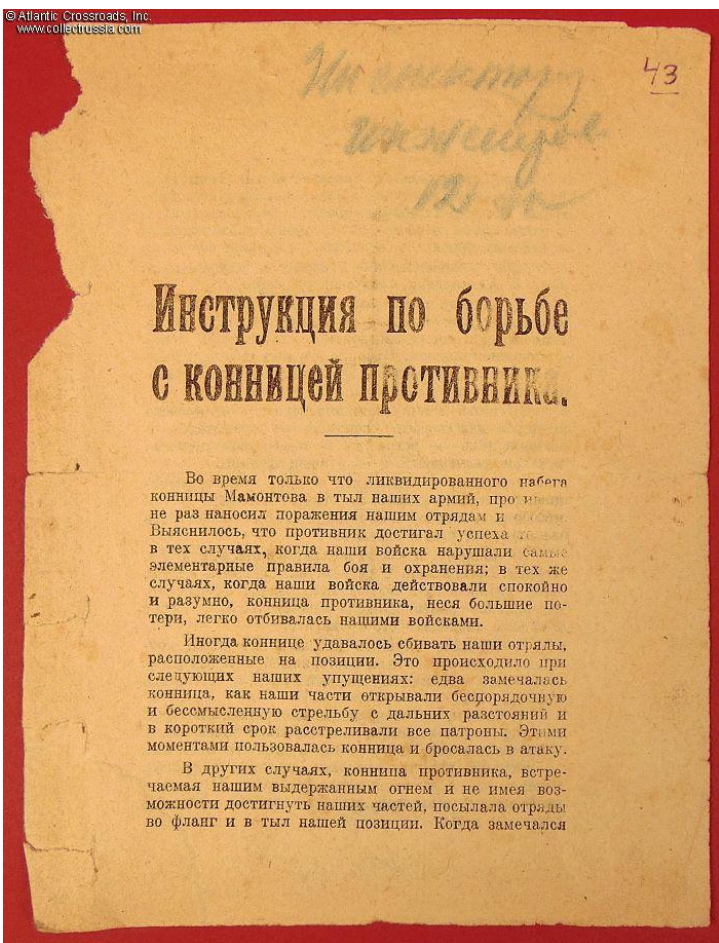 © Atlantic Crossroads, Inc.
www.collectrussia.com
43
12
Инструкция по борьбе
с конницей противника.
Во время только что ликвидированного набега
конницы Мамонтова в тыл наших армий,
не раз наносил поражения нашим отрядам и
Выяснилось, что противник достигал успеха
в тех случаях, когда наши войска нарушали самые
элементарные правила боя и охранения; в тех же
случаях, когда наши войска действовали спокойно
и разумно, конница противника, неся большие по-
тери, легко отбивалась нашими войсками.
Иногда коннице удавалось сбивать наши отряды,
расположенные на позиции. Это происходило при
следующих наших упущениях: едва замечалась
конница, как наши части открывали беспорядочную
и бессмысленную стрельбу с дальних разстояний и
в короткий срок расстреливали все патроны. Этими
моментами пользовалась конница и бросалась в атаку.
В других случаях, конница противника, встре-
чаемая нашим выдержанным огнем и не имея воз-
можности достигнуть наших частей, посылала отряды
во фланг и в тыл нашей позиции. Когда замечался